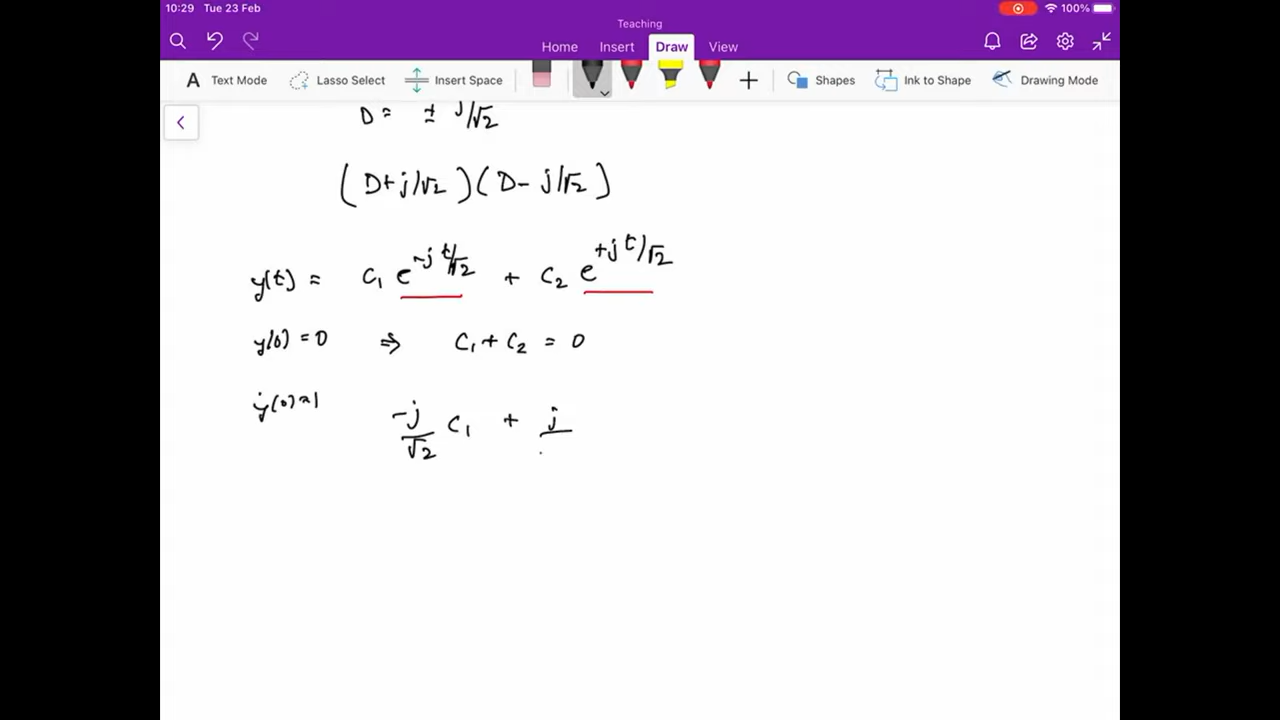 10:29 Tue 23 Feb
100%
Teaching
Home Insert Draw View
Text Mode Lasso Select Insert Space Shapes Ink to Shape Drawing Mode
D = ± j/√2
(D+j/√2)(D-j/√2)
y(t) = C₁ e^{-j t/√2} + C₂ e^{+j t/√2}
y(0) = 0 ⇒ C₁ + C₂ = 0
ẏ(0) = 1
-j/√2 C₁ + j